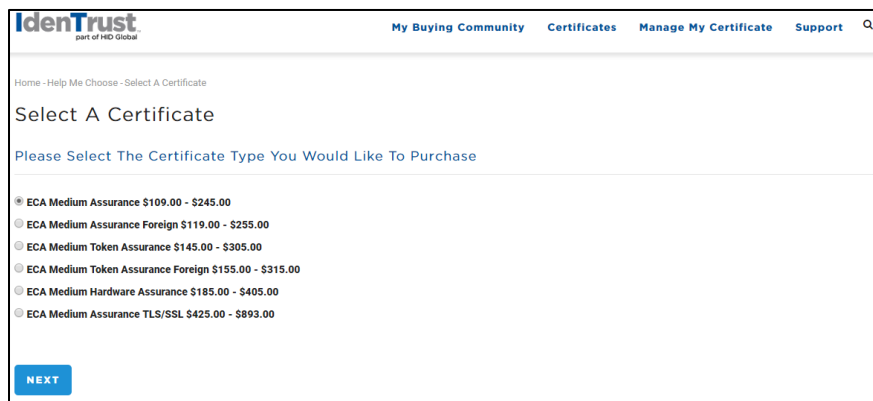 IdenTrust
part of HID Global
My Buying Community Certificates Manage My Certificate Support
Home - Help Me Choose - Select A Certificate
Select A Certificate
Please Select The Certificate Type You Would Like To Purchase
ECA Medium Assurance $109.00 - $245.00
ECA Medium Assurance Foreign $119.00 - $255.00
ECA Medium Token Assurance $145.00 - $305.00
ECA Medium Token Assurance Foreign $155.00 - $315.00
ECA Medium Hardware Assurance $185.00 - $405.00
ECA Medium Assurance TLS/SSL $425.00 - $893.00
NEXT